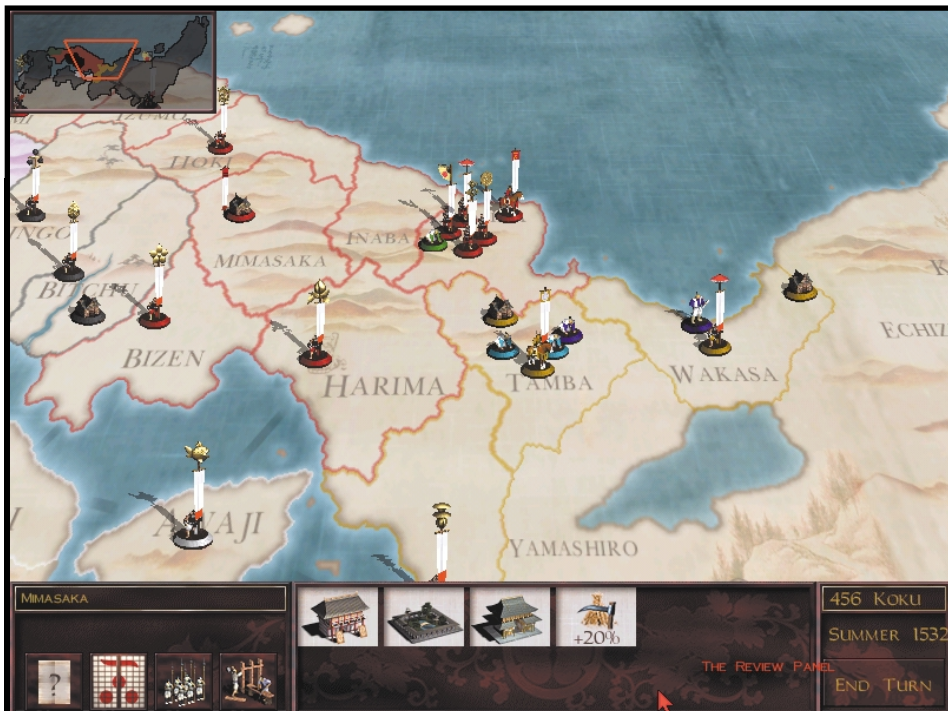 IZUMO
HOKI
INABA
MIMASAKA
BIZEN
HARIMA
TAMBA
WAKASA
AWAJI
YAMASHIRO
MIMASAKA
?
+20%
THE REVIEW PANEL
456 KOKU
SUMMER 1532
END TURN